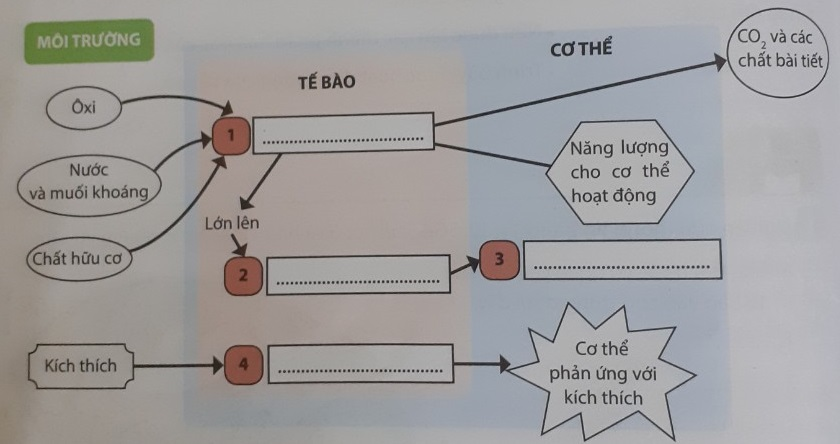 MÔI TRƯỜNG
CƠ THỂ
CO2 và các
chất bài tiết
TẾ BÀO
Ôxi
1
....................................
Nước
và muối khoáng
Năng lượng
cho cơ thể
hoạt động
Lớn lên
Chất hữu cơ
2
....................................
3
....................................
Kích thích
4
....................................
Cơ thể
phản ứng với
kích thích